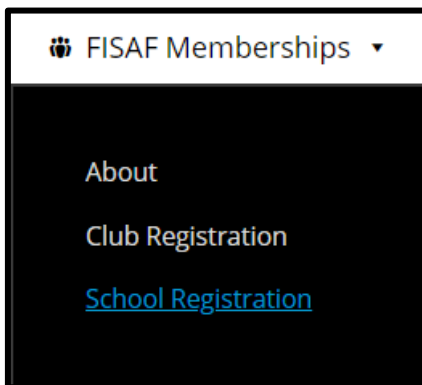 FISAF Memberships
About
Club Registration
School Registration